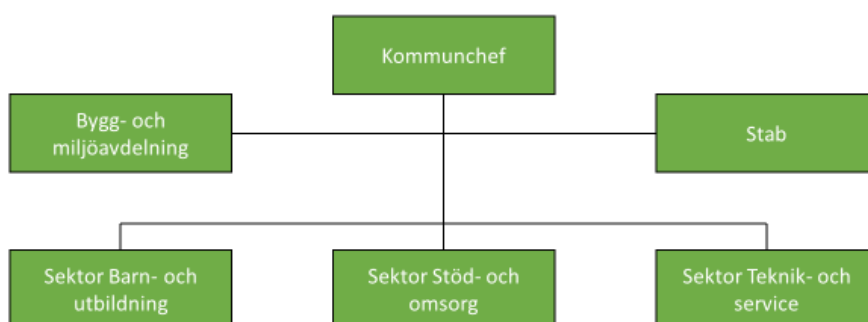 Kommunchef
Bygg- och
miljöavdelning
Stab
Sektor Barn- och
utbildning
Sektor Stöd- och
omsorg
Sektor Teknik- och
service